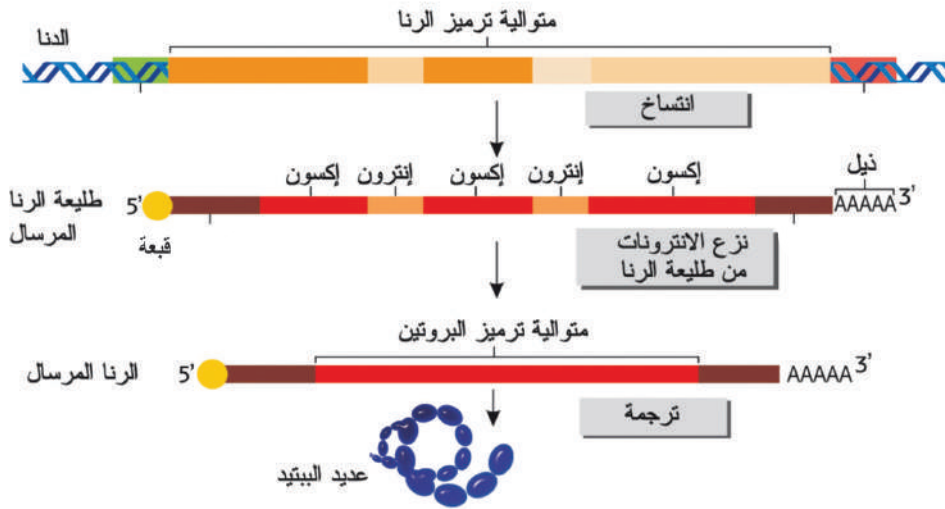 متوالية ترميز الرنا
الدنا
انتساخ
إكسون إنترون إكسون إنترون إكسون ذيل
5' AAAAA 3'
طليعة الرنا
المرسال
قبعة
نزع الانترونات
من طليعة الرنا
متوالية ترميز البروتين
الرنا المرسال 5' AAAAA 3'
ترجمة
عديد الببتيد